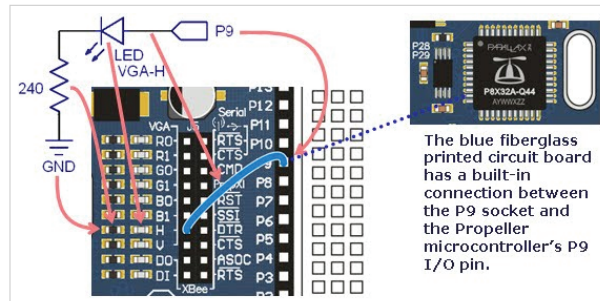 P9
LED
VGA-H
240
GND
P28
P29
PARALLAX
P8X32A-Q44
AYWWXZZ
P13
P12
P11
P10
P9
P8
P7
P6
P5
P4
P3
Serial
VGA
R0
R1
G0
G1
B0
B1
H
V
DO
DI
RTS
CTS
CMD
RST
SSI
DTR
CTS
ASOC
RTS
XBee
The blue fiberglass
printed circuit board
has a built-in
connection between
the P9 socket and
the Propeller
microcontroller's P9
I/O pin.